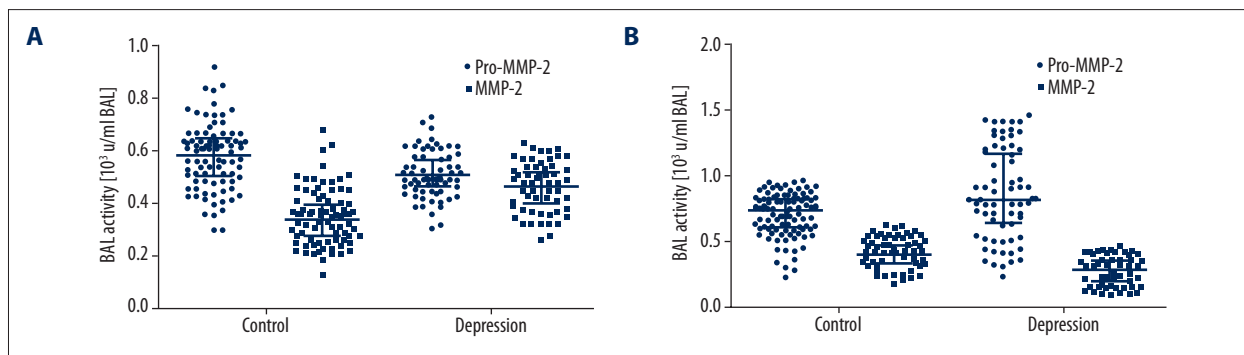 A
BAL activity [10³ u/ml BAL]
1.0
0.8
0.6
0.4
0.2
0.0
Pro-MMP-2
MMP-2
Control
Depression
B
BAL activity [10³ u/ml BAL]
2.0
1.5
1.0
0.5
0.0
Pro-MMP-2
MMP-2
Control
Depression